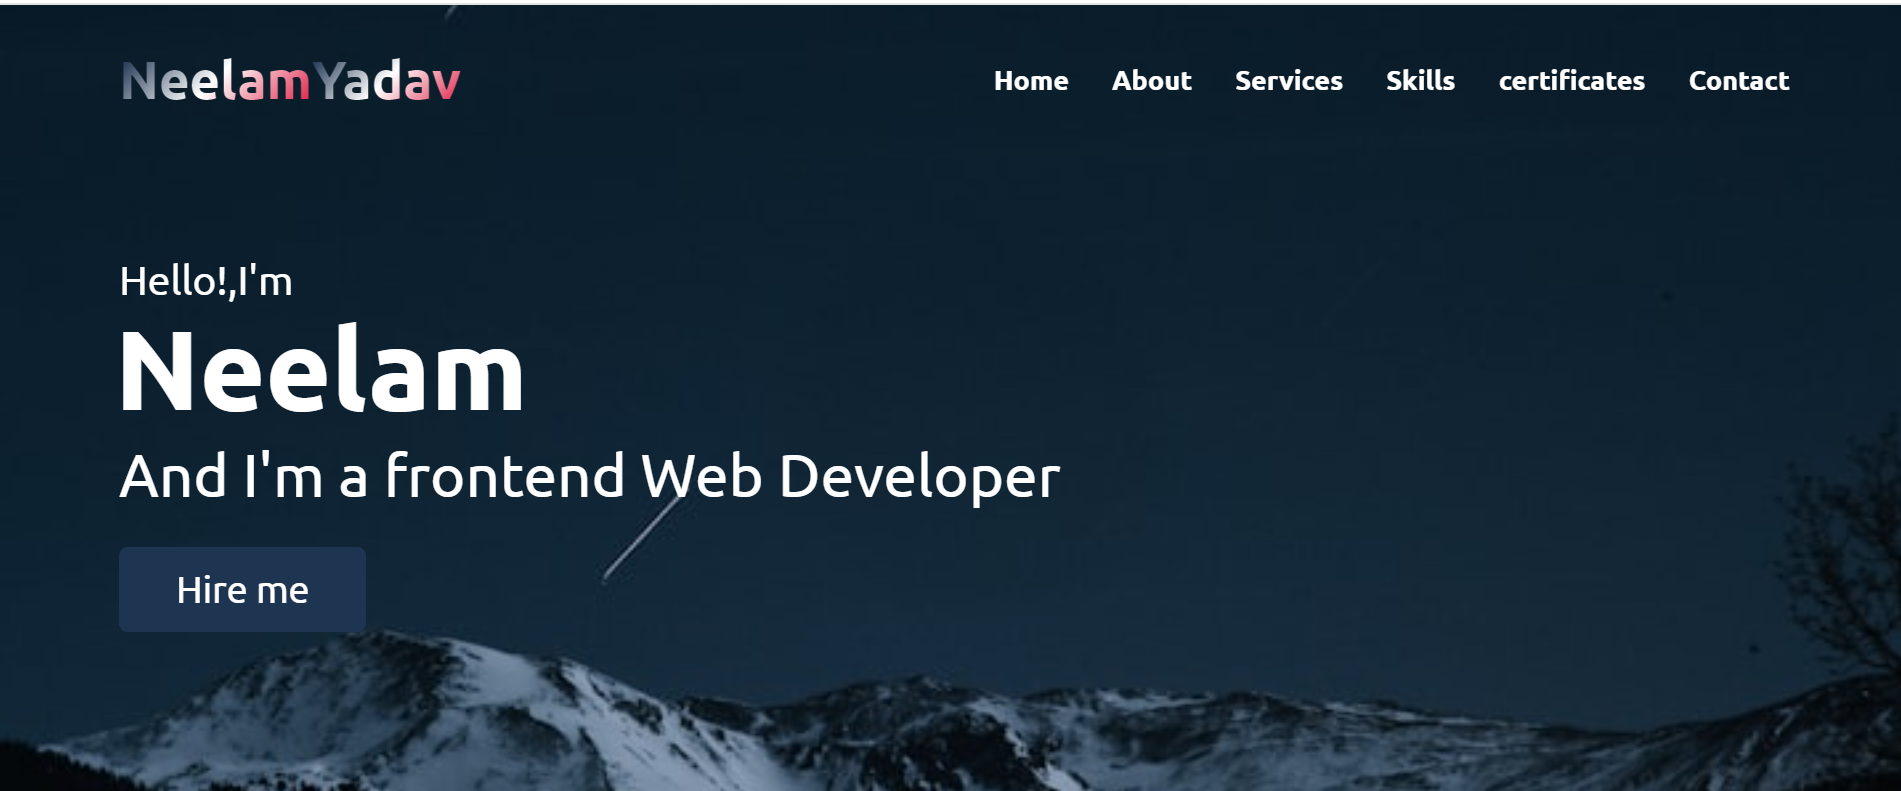 NeelamYadav
Home About Services Skills certificates Contact
Hello!,I'm
Neelam
And I'm a frontend Web Developer
Hire me